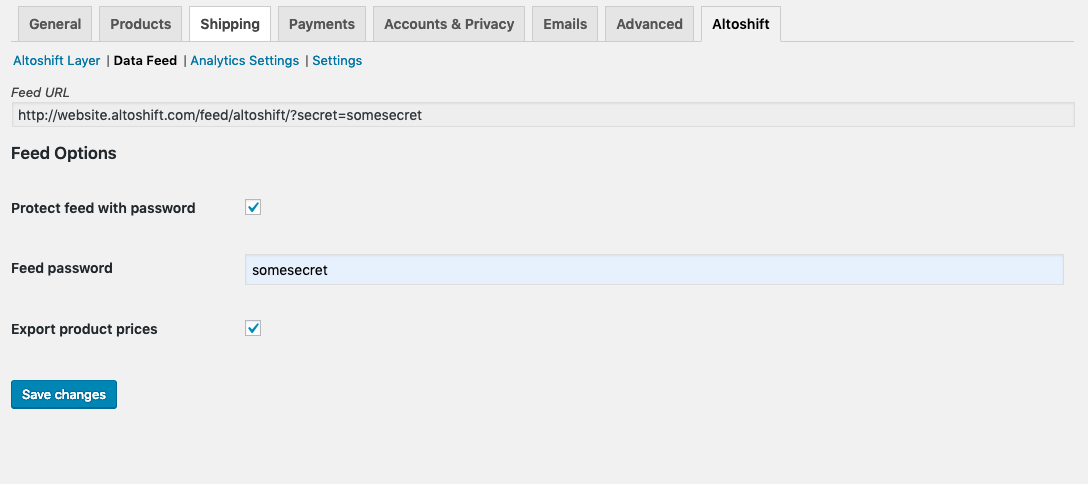 General Products Shipping Payments Accounts & Privacy Emails Advanced Altoshift
Altoshift Layer | Data Feed | Analytics Settings | Settings
Feed URL
http://website.altoshift.com/feed/altoshift/?secret=somesecret
Feed Options
Protect feed with password
Feed password somesecret
Export product prices
Save changes